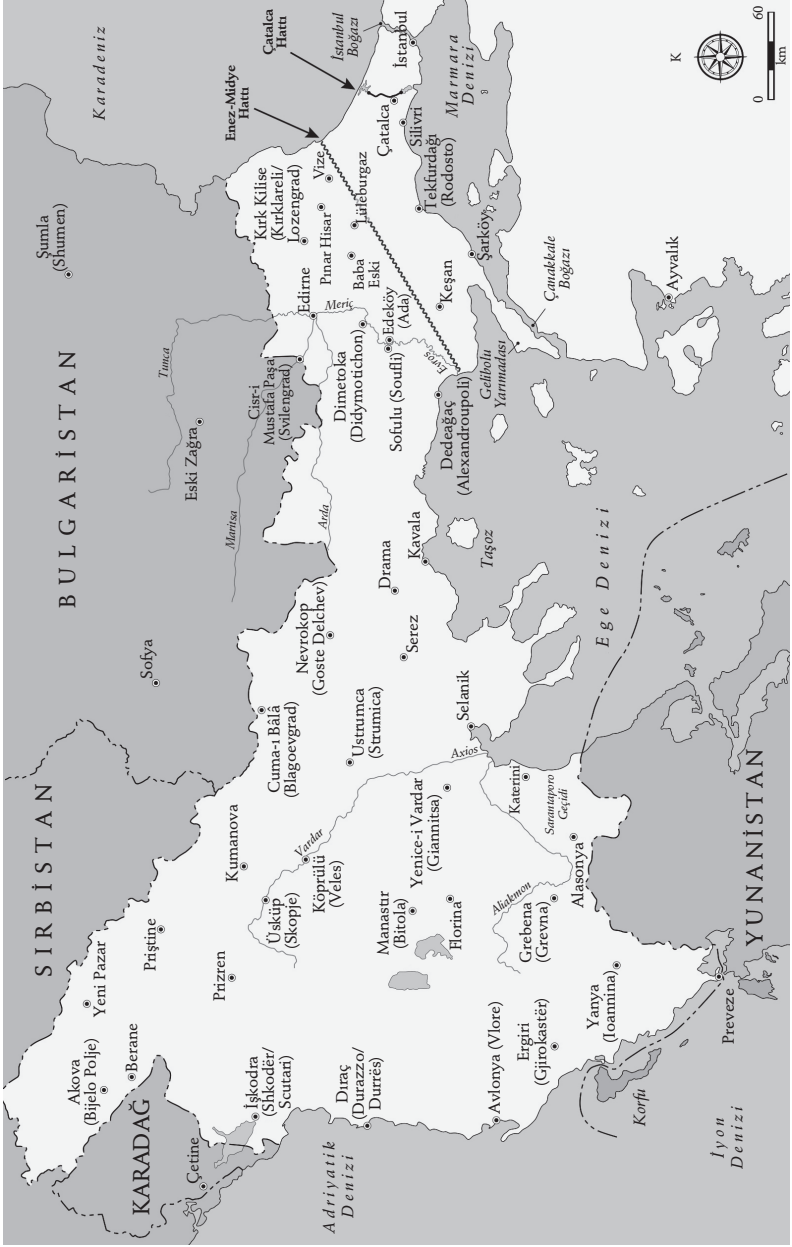 SIRBİSTAN
BULGARİSTAN
Karadeniz
KARADAĞ
Çetine
Akova
(Bijelo Polje)
Berane
Yeni Pazar
Priştine
Prizren
Kumanova
Üsküp
(Skopje)
Vardar
Köprülü
(Veles)
İşkodra
(Shkodër/
Scutari)
Dıraç
(Durazzo/
Durrës)
Adriyatik
Denizi
Manastır
(Bitola)
Florina
Yenice-i Vardar
(Giannitsa)
Avlonya (Vlore)
Ergiri
(Gjirokastër)
Yanya
(Ioannina)
Grebena
(Grevna)
Aliakmon
Alasonya
Sarantaporo
Geçidi
Katerini
Axios
Selanik
Korfu
Preveze
İyon
Denizi
YUNANİSTAN
Sofya
Cuma-ı Bâlâ
(Blagoevgrad)
Nevrokop
(Goste Delchev)
Ustrumca
(Strumica)
Serez
Drama
Kavala
Taşoz
Ege Denizi
Şumla
(Shumen)
Tunca
Eski Zağra
Maritsa
Arda
Cisr-i
Mustafa Paşa
(Svilengrad)
Edirne
Meriç
Kırk Kilise
(Kırklareli/
Lozengrad)
Pınar Hisar
Vize
Baba
Eski
Lüleburgaz
Dimetoka
(Didymotichon)
Edeköy
(Ada)
Sofulu (Soufli)
Evros
Keşan
Dedeağaç
(Alexandroupoli)
Gelibolu
Yarımadası
Çanakkale
Boğazı
Şarköy
Tekfurdağı
(Rodosto)
Silivri
Çatalca
İstanbul
İstanbul
Boğazı
Marmara
Denizi
Ayvalık
Enez-Midye
Hattı
Çatalca
Hattı
K
0
60
km